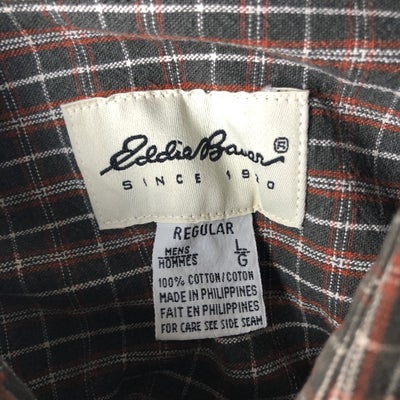 Eddie Bauer ®
SINCE 1920
REGULAR
MENS L
HOMMES G
100% COTTON/COTON
MADE IN PHILIPPINES
FAIT EN PHILIPPINES
FOR CARE SEE SIDE SEAM